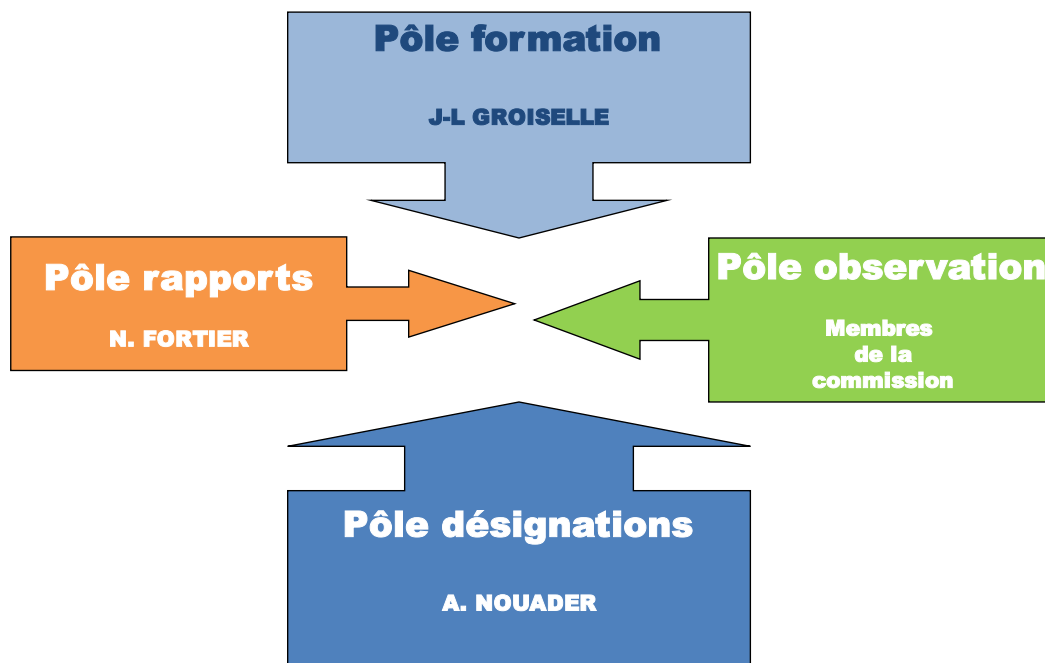 Pôle formation
J-L GROISELLE
Pôle rapports
N. FORTIER
Pôle observation
Membres
de la
commission
Pôle désignations
A. NOUADER